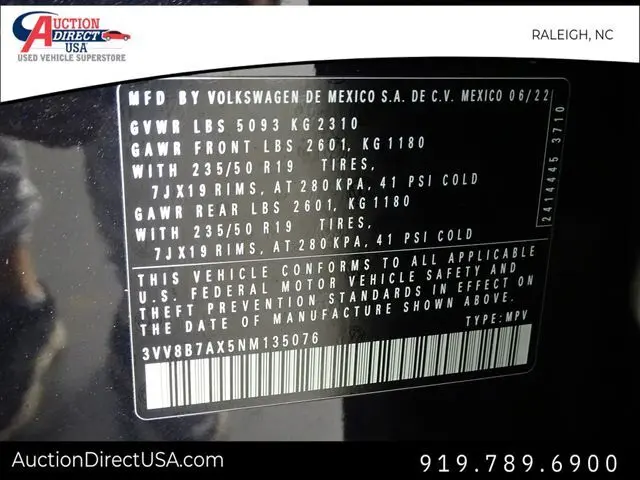 AUCTION
DIRECT
USA
USED VEHICLE SUPERSTORE
RALEIGH, NC
MFD BY VOLKSWAGEN DE MEXICO S.A. DE C.V. MEXICO 06/22
GVWR LBS 5093 KG 2310
GAWR FRONT LBS 2601, KG 1180
WITH 235/50 R19 TIRES,
7JX19 RIMS, AT 280 KPA, 41 PSI COLD
GAWR REAR LBS 2601, KG 1180
WITH 235/50 R19 TIRES,
7JX19 RIMS, AT 280 KPA, 41 PSI COLD
2414445 3710
THIS VEHICLE CONFORMS TO ALL APPLICABLE
U.S. FEDERAL MOTOR VEHICLE SAFETY AND
THEFT PREVENTION STANDARDS IN EFFECT ON
THE DATE OF MANUFACTURE SHOWN ABOVE.
3VV8B7AX5NM135076
TYPE: MPV
AuctionDirectUSA.com
919.789.6900